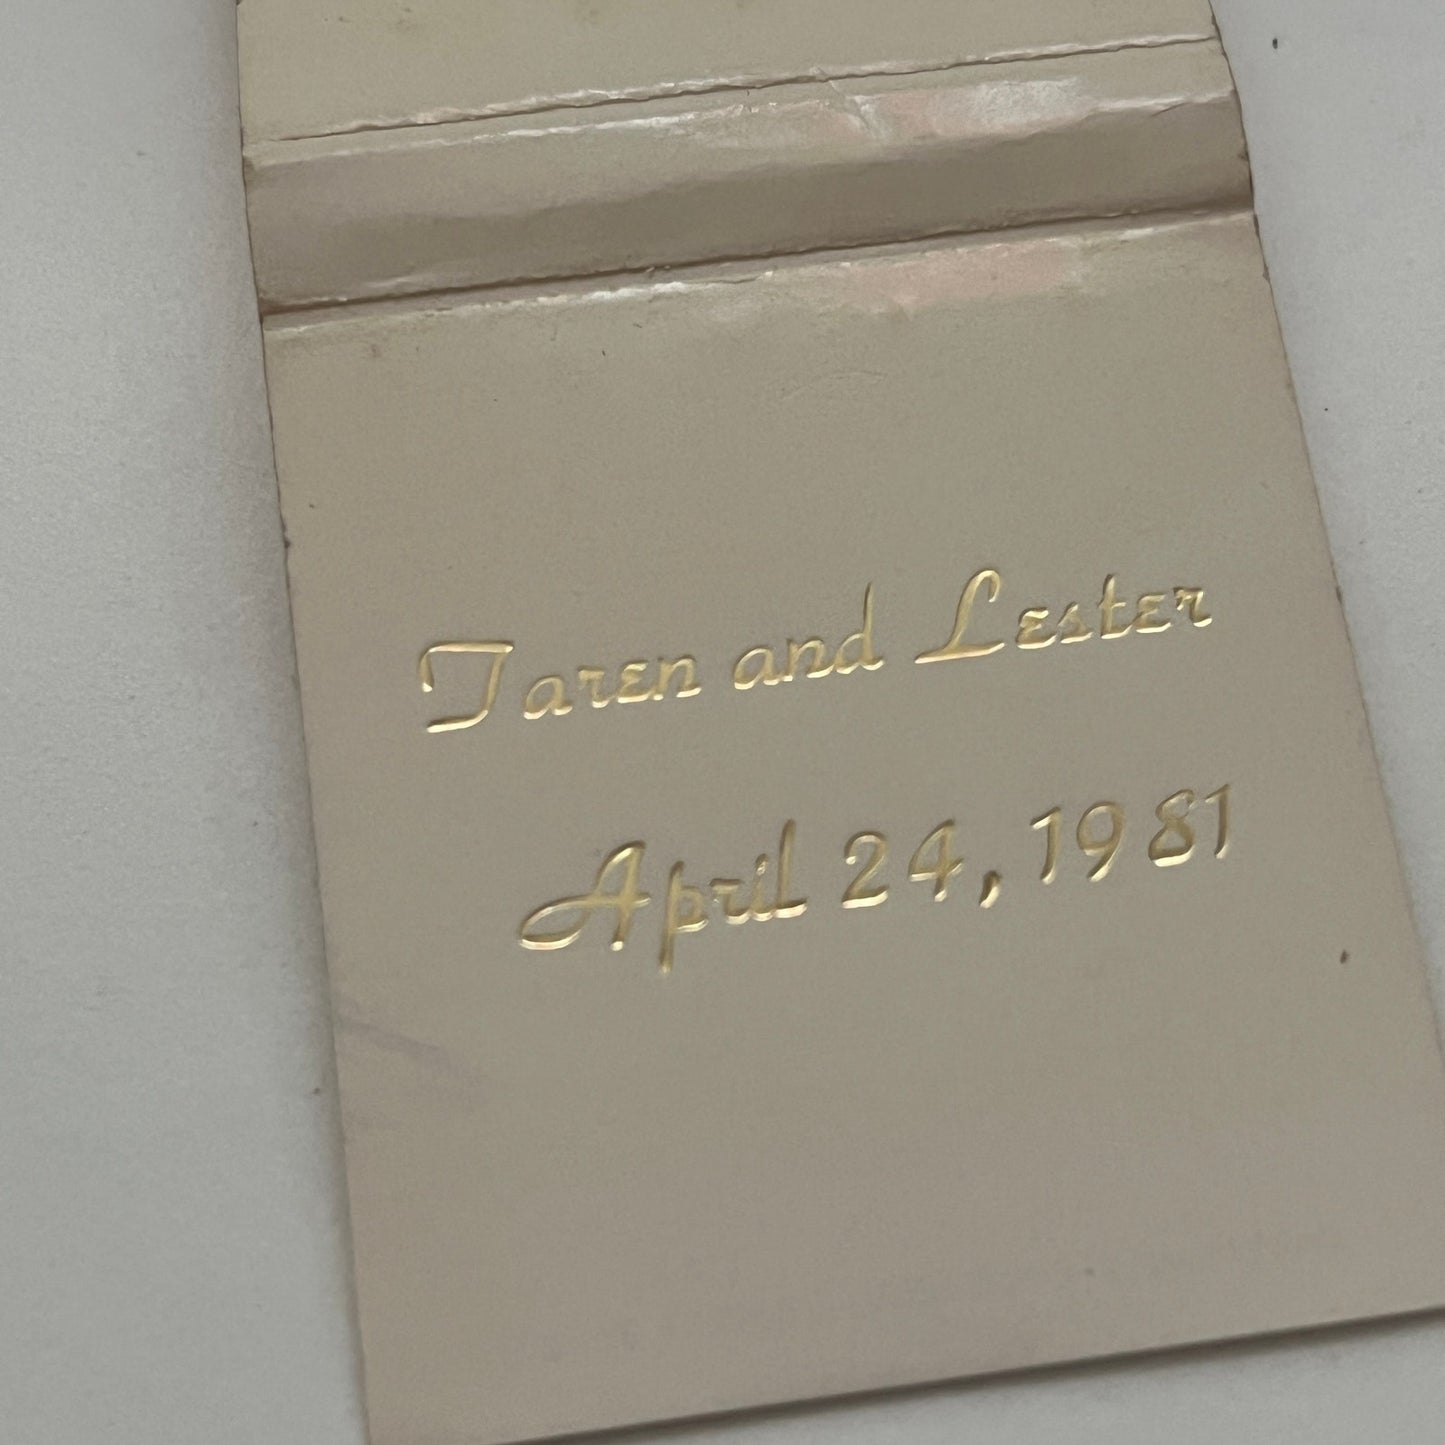 Taren and Lester
April 24, 1981